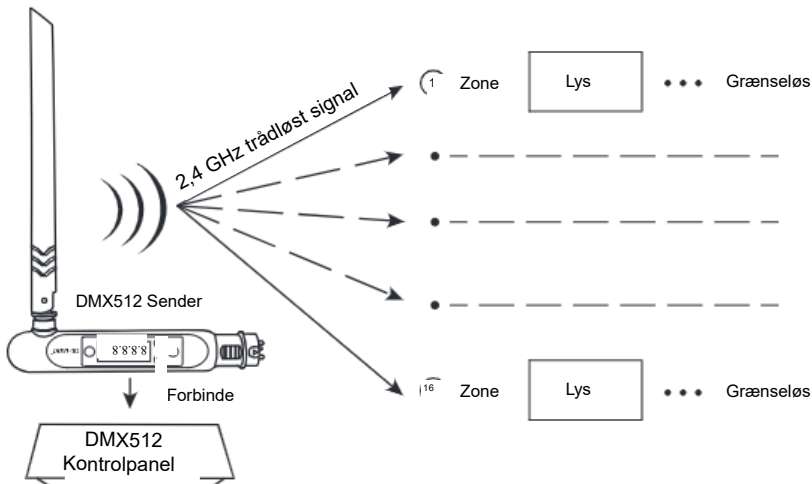 1 Zone Lys Grænseløs
2,4 GHz trådløst signal
DMX512 Sender
8.8.8.8
Forbinde
16 Zone Lys Grænseløs
DMX512
Kontrolpanel